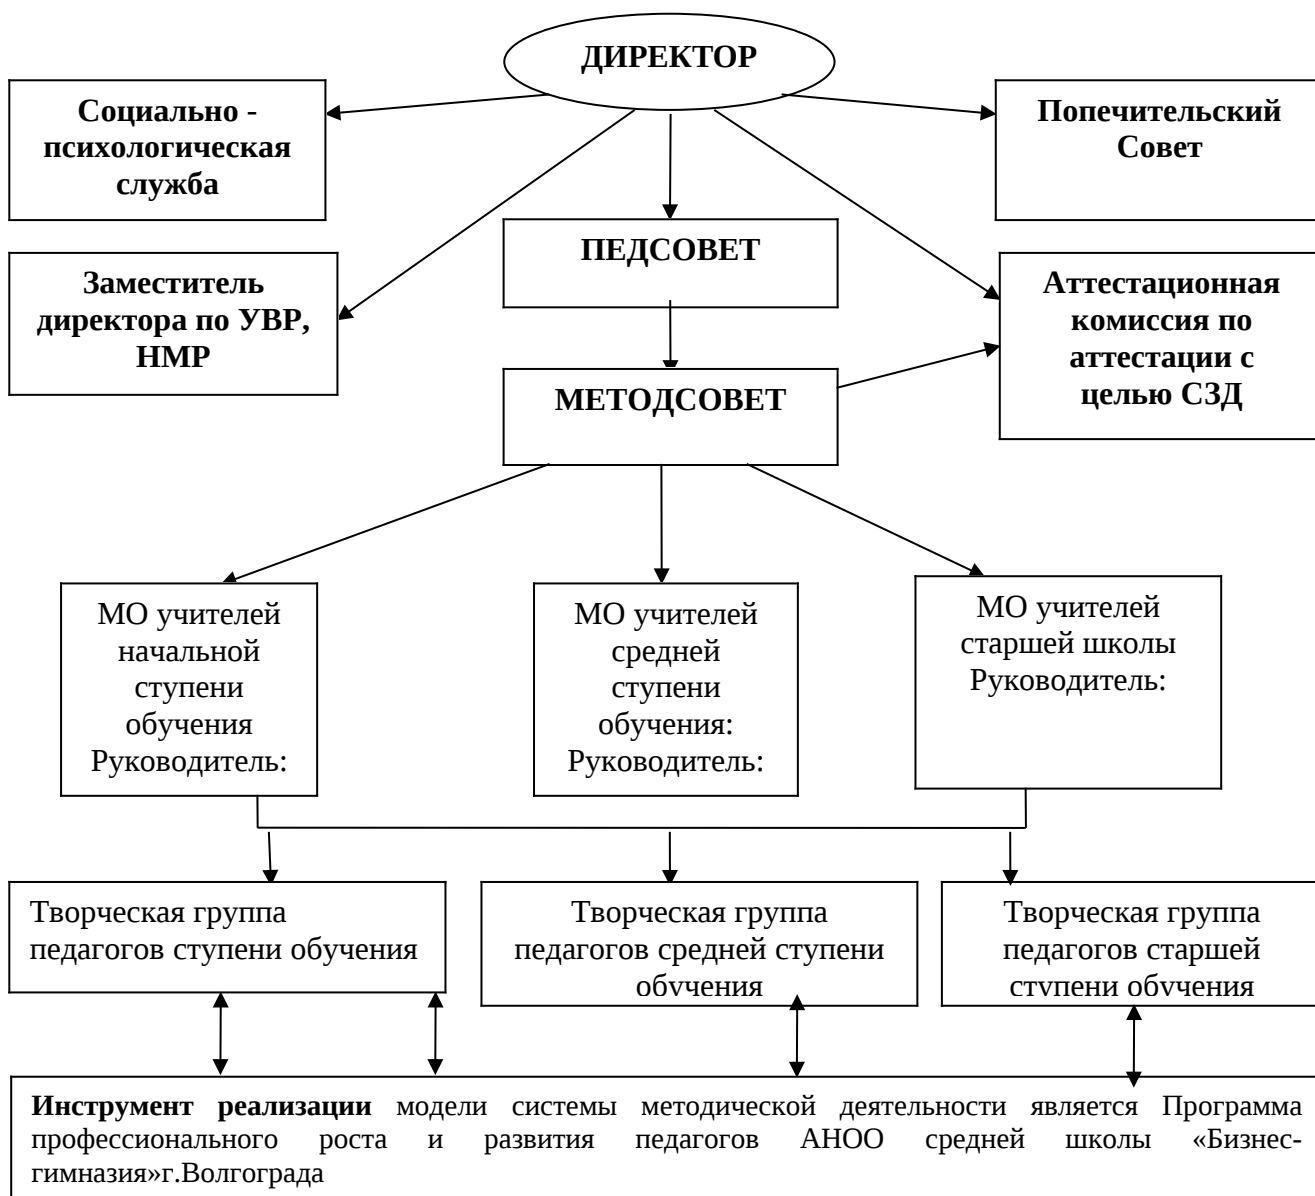 ДИРЕКТОР
Социально -
психологическая
служба
Попечительский
Совет
ПЕДСОВЕТ
Заместитель
директора по УВР,
НМР
Аттестационная
комиссия по
аттестации с
целью СЗД
МЕТОДСОВЕТ
МО учителей
начальной
ступени
обучения
Руководитель:
МО учителей
средней
ступени
обучения:
Руководитель:
МО учителей
старшей школы
Руководитель:
Творческая группа
педагогов ступени обучения
Творческая группа
педагогов средней ступени
обучения
Творческая группа
педагогов старшей
ступени обучения
Инструмент реализации модели системы методической деятельности является Программа
профессионального роста и развития педагогов АНОО средней школы «Бизнес-
гимназия»г.Волгограда